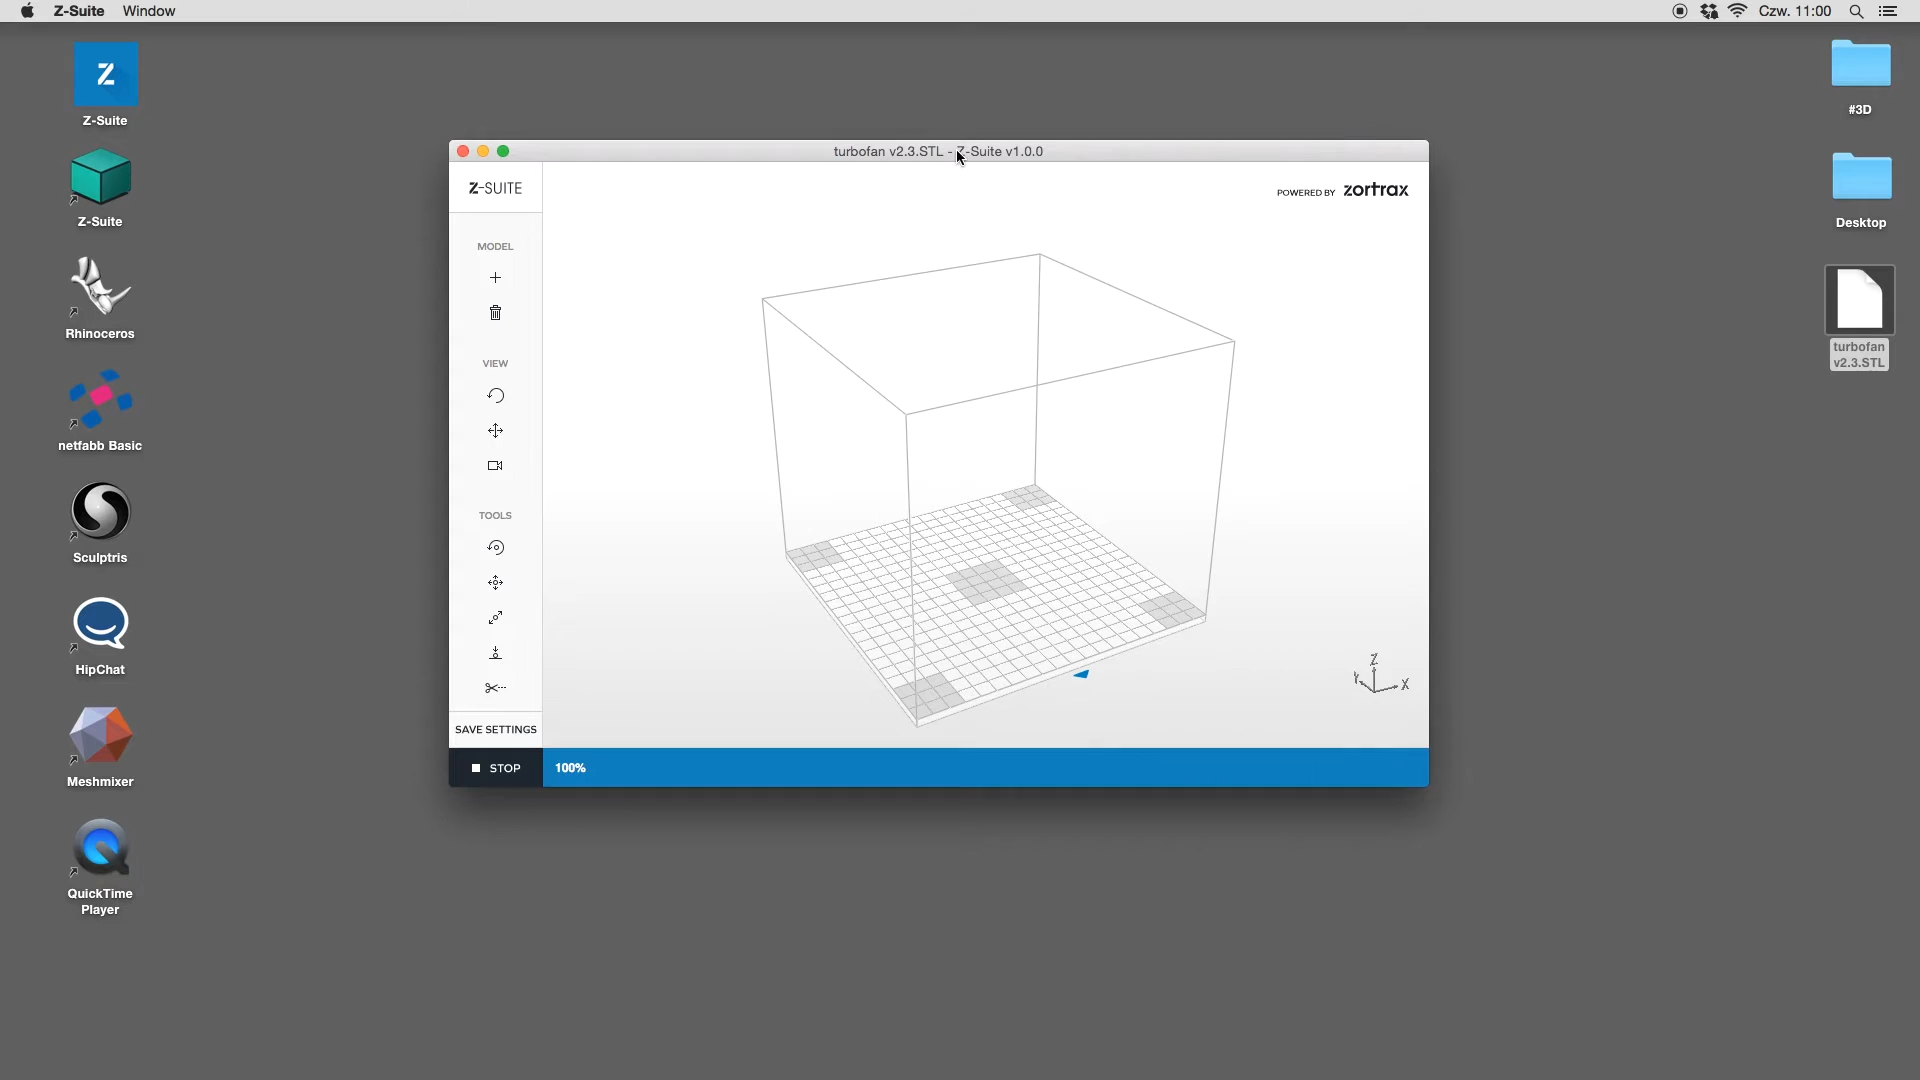 Z-Suite Window
Czw. 11:00
Z-Suite
Z-Suite
Rhinoceros
netfabb Basic
Sculptris
HipChat
Meshmixer
QuickTime
Player
turbofan v2.3.STL - Z-Suite v1.0.0
Z-SUITE
POWERED BY zortrax
MODEL
VIEW
TOOLS
SAVE SETTINGS
STOP
100%
Z
Y
X
#3D
Desktop
turbofan
v2.3.STL